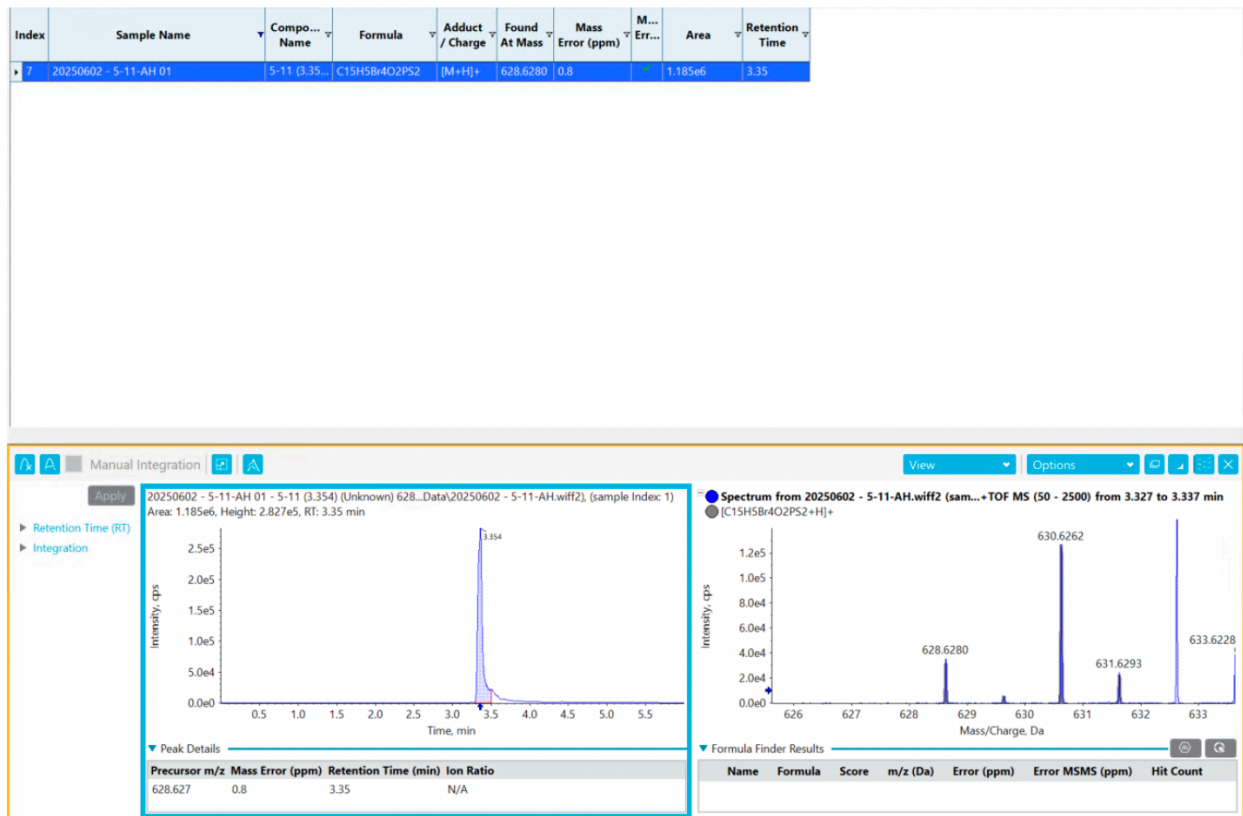 Index Sample Name Compo... Name Formula Adduct / Charge Found At Mass Mass Error (ppm) M... Err... Area Retention Time
7 20250602 - 5-11-AH 01 5-11 (3.35... C15H5Br4O2PS2 [M+H]+ 628.6280 0.8 1.185e6 3.35
Manual Integration View Options
Apply
Retention Time (RT)
Integration
20250602 - 5-11-AH 01 - 5-11 (3.354) (Unknown) 628...Data\20250602 - 5-11-AH.wiff2), (sample Index: 1)
Area: 1.185e6, Height: 2.827e5, RT: 3.35 min
3.354
2.5e5
2.0e5
1.5e5
1.0e5
5.0e4
0.0e0
Intensity, cps
0.5 1.0 1.5 2.0 2.5 3.0 3.5 4.0 4.5 5.0 5.5
Time, min
Peak Details
Precursor m/z Mass Error (ppm) Retention Time (min) Ion Ratio
628.627 0.8 3.35 N/A
Spectrum from 20250602 - 5-11-AH.wiff2 (sam...+TOF MS (50 - 2500) from 3.327 to 3.337 min
[C15H5Br4O2PS2+H]+
630.6262
633.6228
628.6280
631.6293
1.2e5
1.0e5
8.0e4
6.0e4
4.0e4
2.0e4
0.0e0
Intensity, cps
626 627 628 629 630 631 632 633
Mass/Charge, Da
Formula Finder Results
Name Formula Score m/z (Da) Error (ppm) Error MSMS (ppm) Hit Count